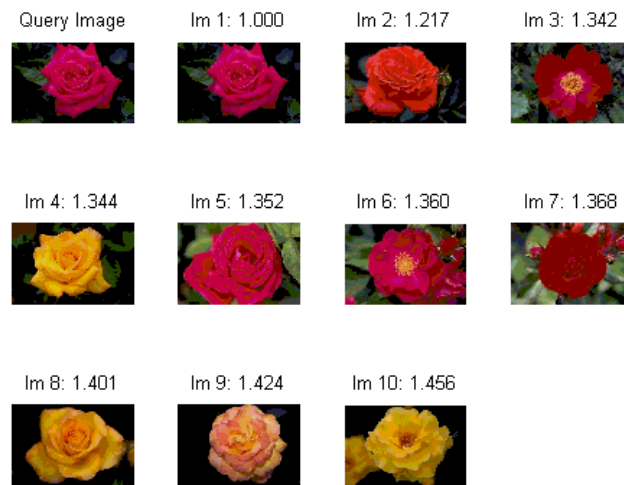 Query Image
Im 1: 1.000
Im 2: 1.217
Im 3: 1.342
Im 4: 1.344
Im 5: 1.352
Im 6: 1.360
Im 7: 1.368
Im 8: 1.401
Im 9: 1.424
Im 10: 1.456